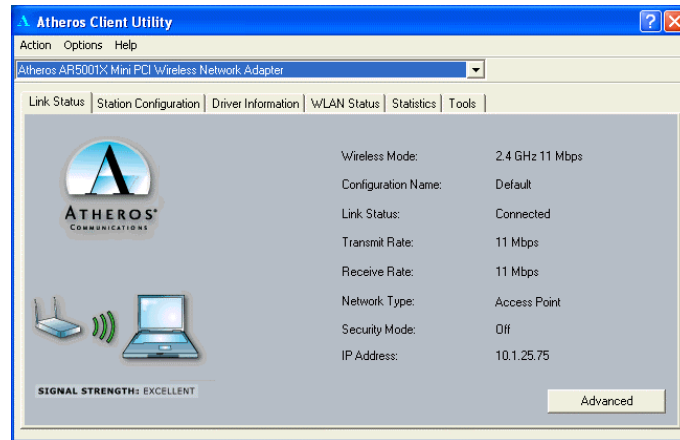 Atheros Client Utility
Action Options Help
Atheros AR5001X Mini PCI Wireless Network Adapter
Link Status Station Configuration Driver Information WLAN Status Statistics Tools
ATHEROS
COMMUNICATIONS
Wireless Mode: 2.4 GHz 11 Mbps
Configuration Name: Default
Link Status: Connected
Transmit Rate: 11 Mbps
Receive Rate: 11 Mbps
Network Type: Access Point
Security Mode: Off
IP Address: 10.1.25.75
SIGNAL STRENGTH: EXCELLENT
Advanced